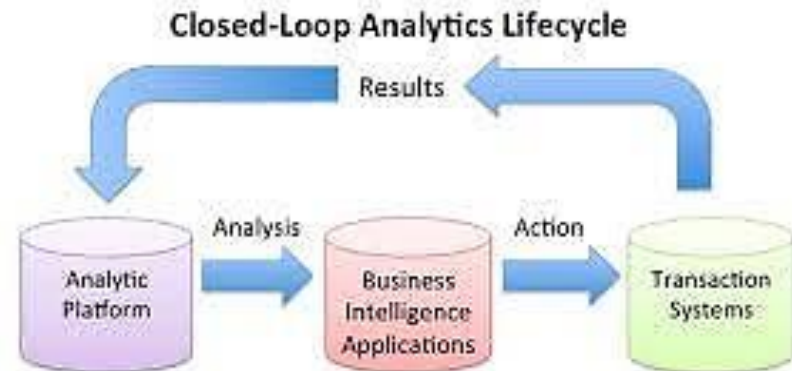 Closed-Loop Analytics Lifecycle
Results
Analysis
Action
Analytic
Platform
Business
Intelligence
Applications
Transaction
Systems